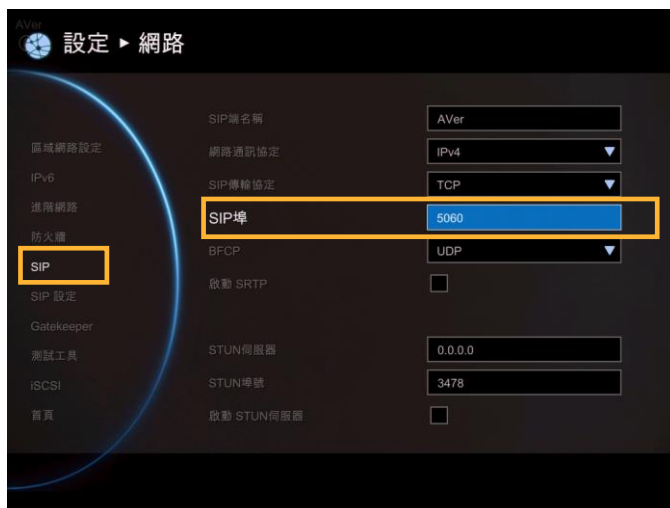 AVer
設定 ▸ 網路
區域網路設定
IPv6
進階網路
防火牆
SIP
SIP 設定
Gatekeeper
測試工具
iSCSI
首頁
SIP端名稱 AVer
網路通訊協定 IPv4
SIP傳輸協定 TCP
SIP埠 5060
BFCP UDP
啟動 SRTP
STUN伺服器 0.0.0.0
STUN埠號 3478
啟動 STUN伺服器